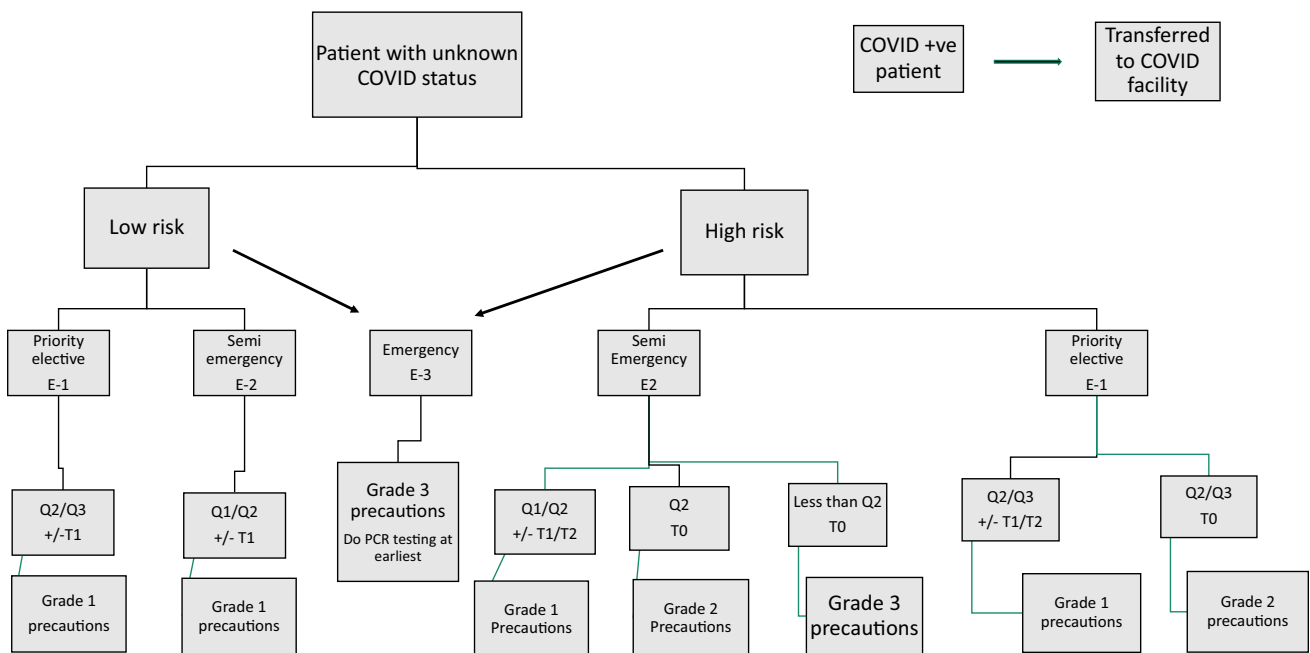 Patient with unknown
COVID status
COVID +ve
patient
Transferred
to COVID
facility
Low risk
High risk
Priority
elective
E-1
Semi
emergency
E-2
Emergency
E-3
Semi
Emergency
E2
Priority
elective
E-1
Q2/Q3
+/-T1
Q1/Q2
+/- T1
Grade 3
precautions
Do PCR testing at
earliest
Q1/Q2
+/- T1/T2
Q2
T0
Less than Q2
T0
Q2/Q3
+/- T1/T2
Q2/Q3
T0
Grade 1
precautions
Grade 1
precautions
Grade 1
Precautions
Grade 2
Precautions
Grade 3
precautions
Grade 1
precautions
Grade 2
precautions